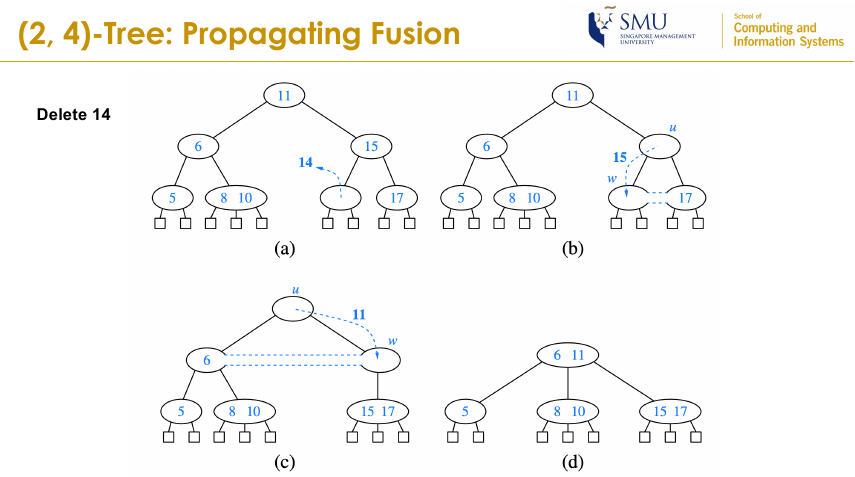 (2, 4)-Tree: Propagating Fusion
SMU
SINGAPORE MANAGEMENT
UNIVERSITY
School of
Computing and
Information Systems
Delete 14
11
6
15
14
5
8 10
17
(a)
11
u
6
15
w
5
8 10
17
(b)
u
11
w
6
5
8 10
15 17
(c)
6 11
5
8 10
15 17
(d)